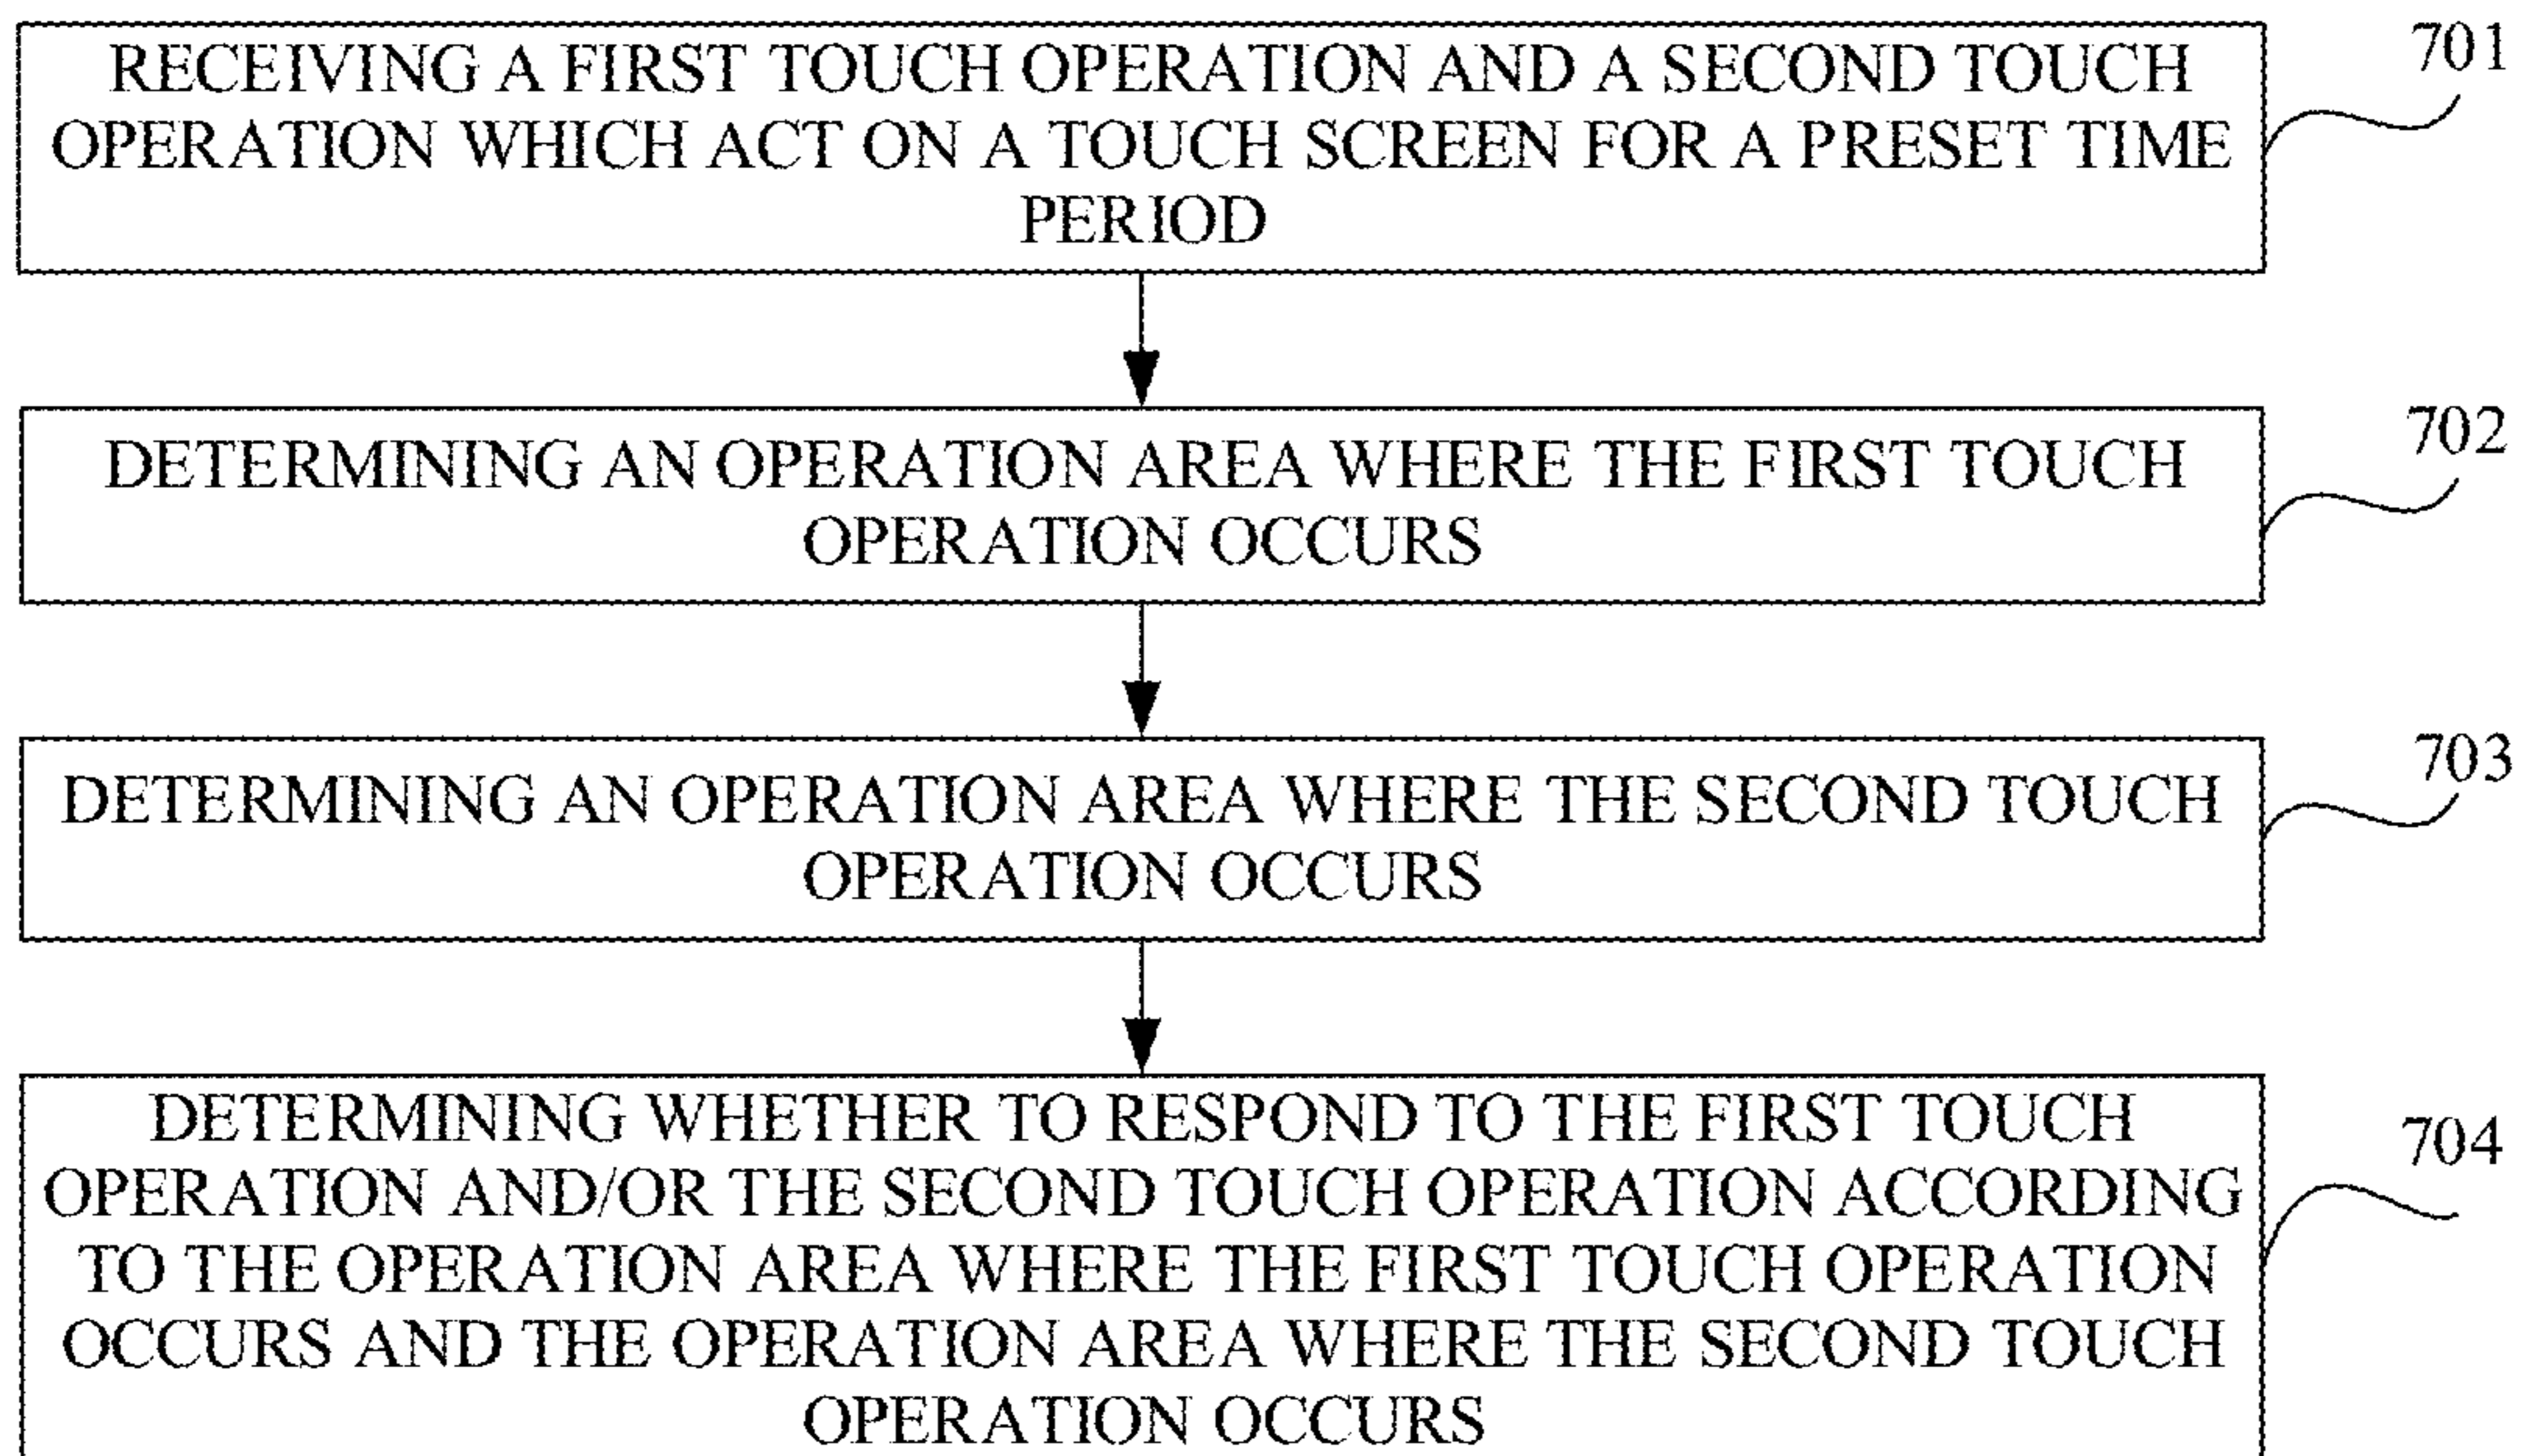 RECEIVING A FIRST TOUCH OPERATION AND A SECOND TOUCH
OPERATION WHICH ACT ON A TOUCH SCREEN FOR A PRESET TIME
PERIOD
701
DETERMINING AN OPERATION AREA WHERE THE FIRST TOUCH
OPERATION OCCURS
702
DETERMINING AN OPERATION AREA WHERE THE SECOND TOUCH
OPERATION OCCURS
703
DETERMINING WHETHER TO RESPOND TO THE FIRST TOUCH
OPERATION AND/OR THE SECOND TOUCH OPERATION ACCORDING
TO THE OPERATION AREA WHERE THE FIRST TOUCH OPERATION
OCCURS AND THE OPERATION AREA WHERE THE SECOND TOUCH
OPERATION OCCURS
704